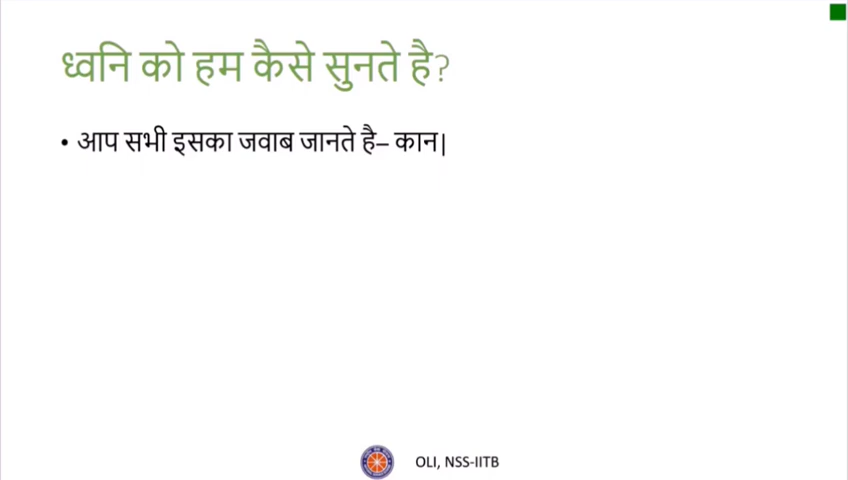 ध्वनि को हम कैसे सुनते है?
• आप सभी इसका जवाब जानते है– कान|
OLI, NSS-IITB